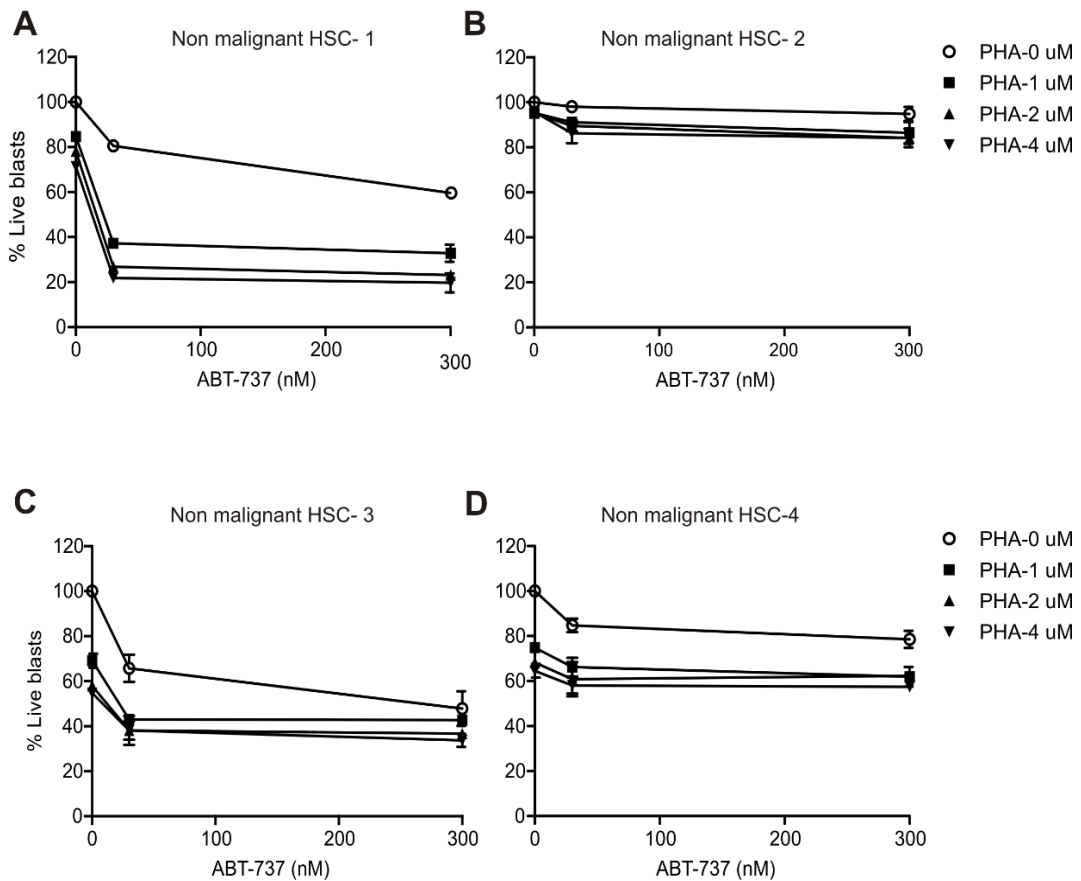 A
Non malignant HSC- 1
120
100
80
60
40
20
0
% Live blasts
0
100
200
300
ABT-737 (nM)
B
Non malignant HSC- 2
120
100
80
60
40
20
0
0
100
200
300
ABT-737 (nM)
PHA-0 uM
PHA-1 uM
PHA-2 uM
PHA-4 uM
C
Non malignant HSC- 3
120
100
80
60
40
20
0
% Live blasts
0
100
200
300
ABT-737 (nM)
D
Non malignant HSC-4
120
100
80
60
40
20
0
0
100
200
300
ABT-737 (nM)
PHA-0 uM
PHA-1 uM
PHA-2 uM
PHA-4 uM